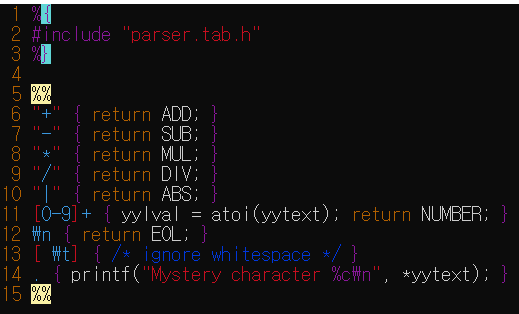 1 %{
2 #include "parser.tab.h"
3 %}
4
5 %%
6 "+" { return ADD; }
7 "-" { return SUB; }
8 "*" { return MUL; }
9 "/" { return DIV; }
10 "|" { return ABS; }
11 [0-9]+ { yylval = atoi(yytext); return NUMBER; }
12 ₩n { return EOL; }
13 [ ₩t] { /* ignore whitespace */ }
14 . { printf("Mystery character %c₩n", *yytext); }
15 %%